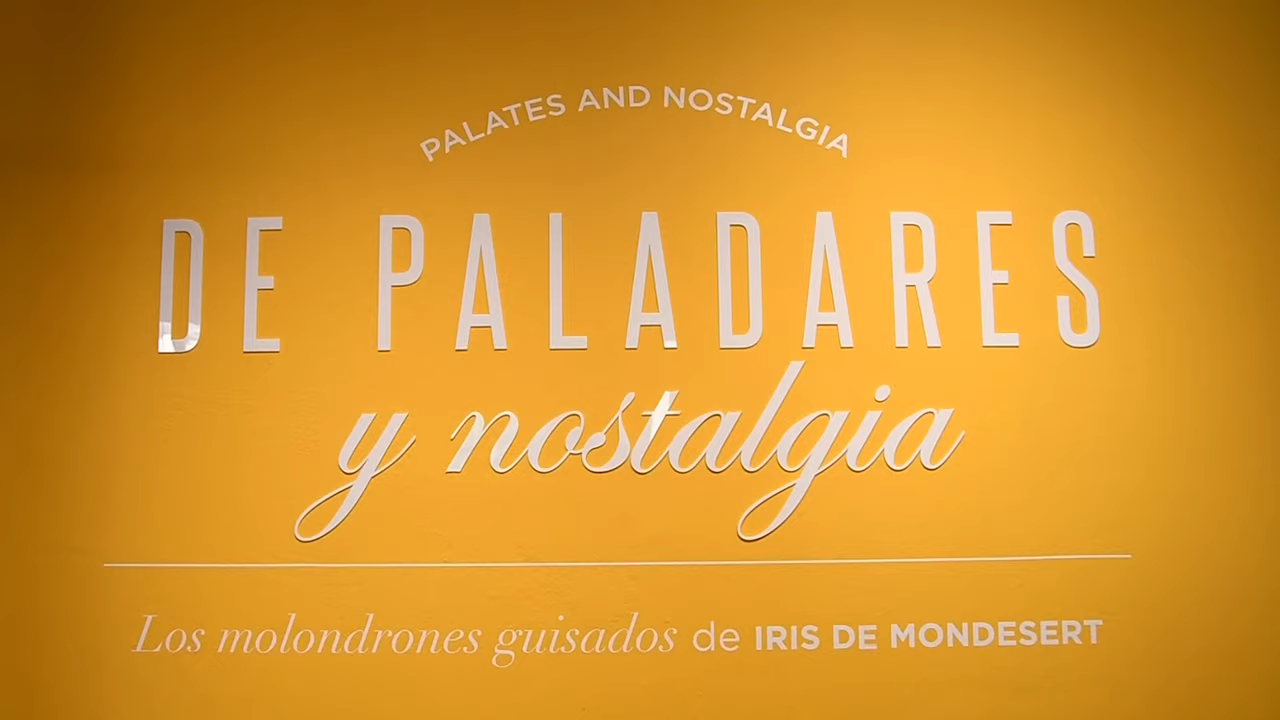 PALATES AND NOSTALGIA
DE PALADARES
y nostalgia
Los molondrones guisados de IRIS DE MONDESERT